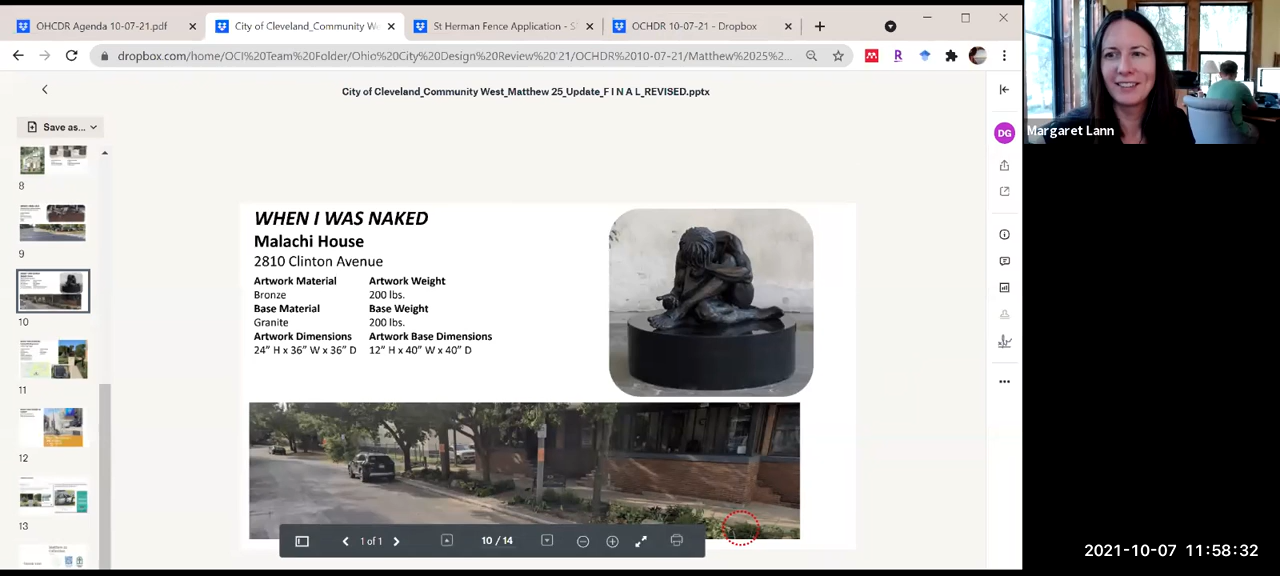 OHCDR Agenda 10-07-21.pdf
City of Cleveland_Community We
St Herman Fence Application - S
OCHDR 10-07-21 - Dropbox
dropbox.com/home/OCI%20Team%20Folder/Ohio%20City%20Design%20Review%20'21/OCHDR%2010-07-21/Matthew%2025%2...
City of Cleveland_Community West_Matthew 25_Update_F I N A L_REVISED.pptx
Save as...
DG
Margaret Lann
8
9
10
11
12
13
WHEN I WAS NAKED
Malachi House
2810 Clinton Avenue
Artwork Material Artwork Weight
Bronze 200 lbs.
Base Material Base Weight
Granite 200 lbs.
Artwork Dimensions Artwork Base Dimensions
24" H x 36" W x 36" D 12" H x 40" W x 40" D
1 of 1
10 / 14
2021-10-07 11:58:32